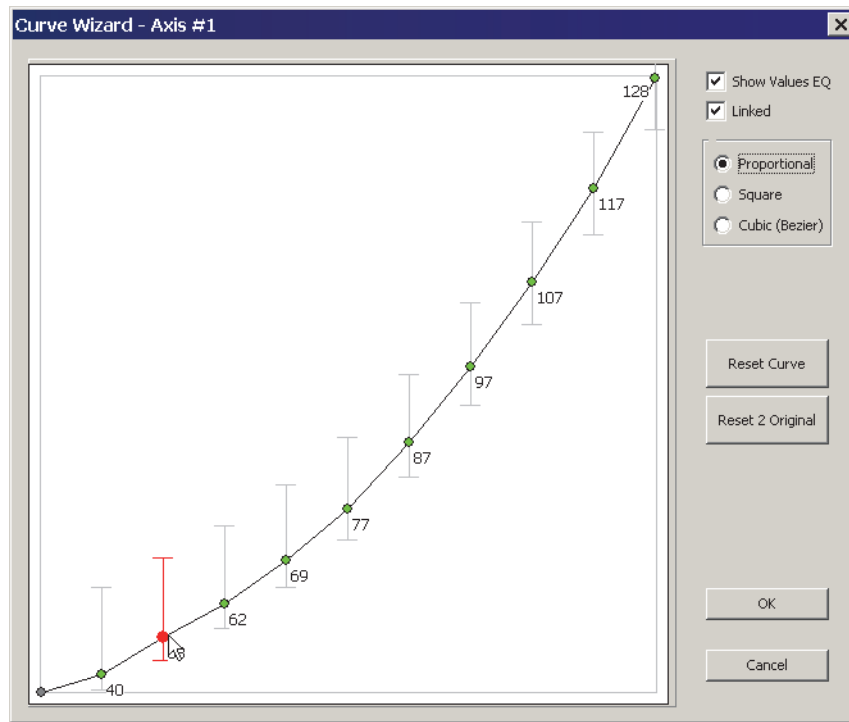 Curve Wizard - Axis #1
128
Show Values EQ
Linked
Proportional
117
Square
Cubic (Bezier)
107
Reset Curve
97
Reset 2 Original
87
77
69
62
OK
Cancel
40